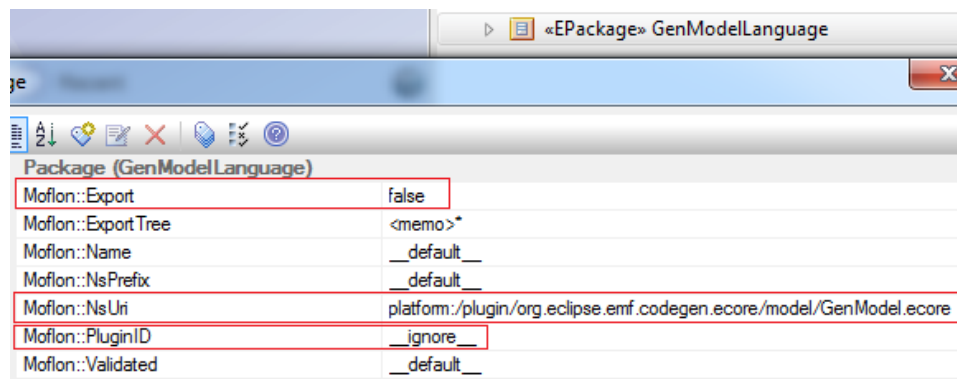 «EPackage» GenModelLanguage
ge
Package (GenModelLanguage)
Moflon::Export false
Moflon::ExportTree <memo>*
Moflon::Name __default__
Moflon::NsPrefix __default__
Moflon::NsUri platform:/plugin/org.eclipse.emf.codegen.ecore/model/GenModel.ecore
Moflon::PluginID __ignore__
Moflon::Validated __default__